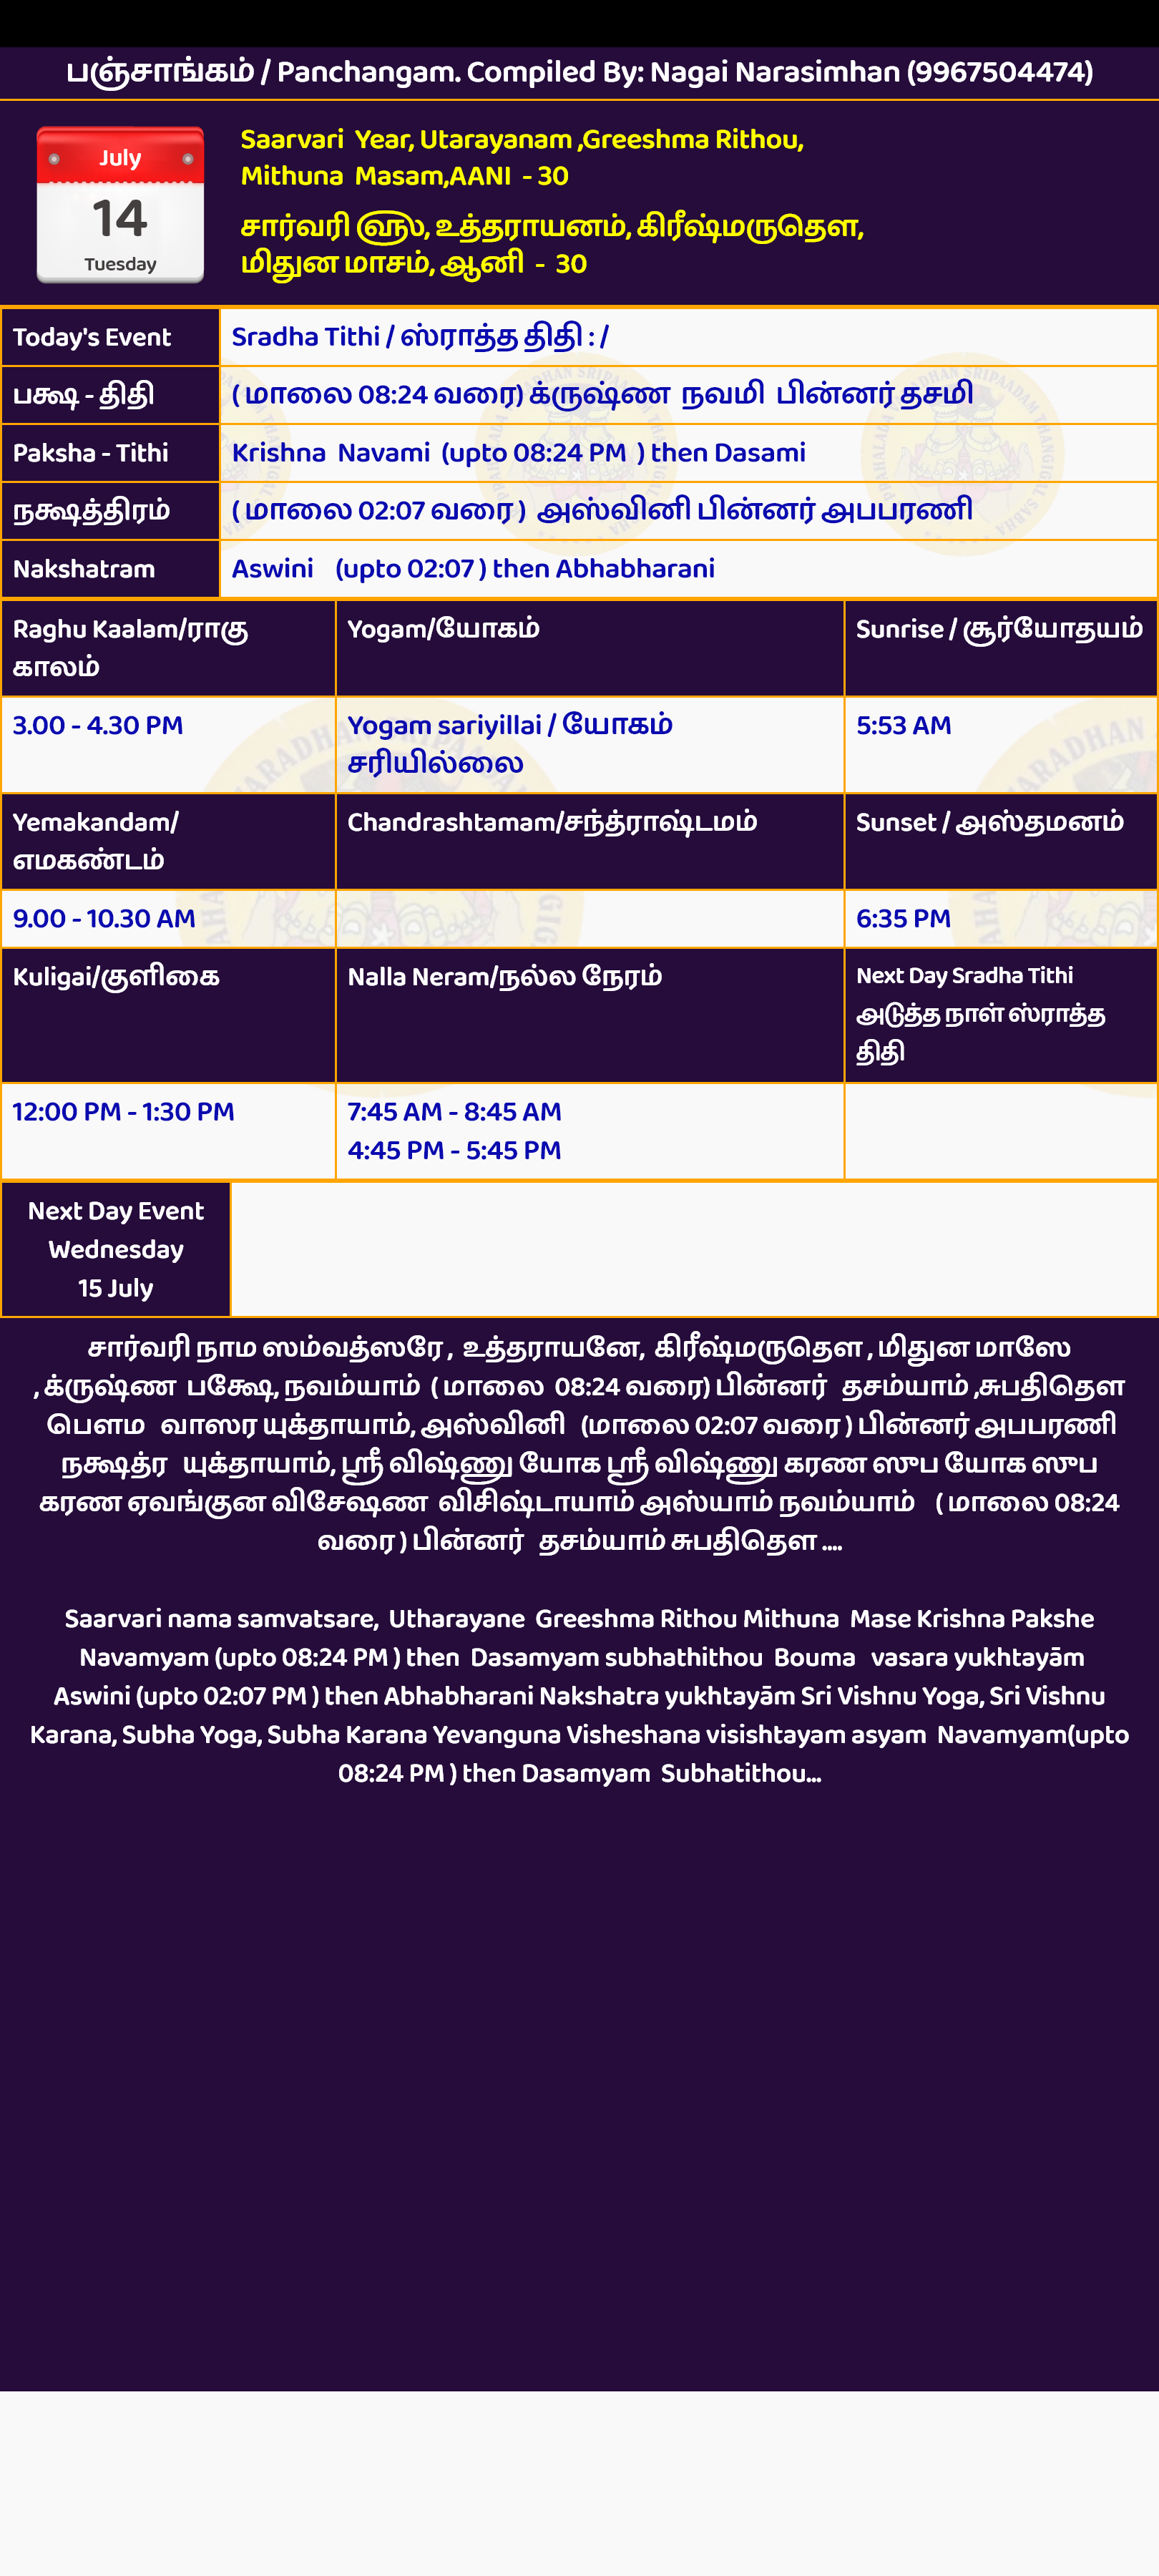 பஞ்சாங்கம் / Panchangam. Compiled By: Nagai Narasimhan (9967504474)
July
14
Tuesday
Saarvari Year, Utarayanam ,Greeshma Rithou,
Mithuna Masam,AANI - 30
சார்வரி ௵, உத்தராயனம், கிரீஷ்மருதௌ,
மிதுன மாசம், ஆனி - 30
Today's Event
Sradha Tithi / ஸ்ராத்த திதி : /
பக்ஷ - திதி
( மாலை 08:24 வரை) க்ருஷ்ண நவமி பின்னர் தசமி
Paksha - Tithi
Krishna Navami (upto 08:24 PM ) then Dasami
நக்ஷத்திரம்
( மாலை 02:07 வரை ) அஸ்வினி பின்னர் அபபரணி
Nakshatram
Aswini (upto 02:07 ) then Abhabharani
Raghu Kaalam/ராகு
காலம்
Yogam/யோகம்
Sunrise / சூர்யோதயம்
3.00 - 4.30 PM
Yogam sariyillai / யோகம்
சரியில்லை
5:53 AM
Yemakandam/
எமகண்டம்
Chandrashtamam/சந்த்ராஷ்டமம்
Sunset / அஸ்தமனம்
9.00 - 10.30 AM
6:35 PM
Kuligai/குளிகை
Nalla Neram/நல்ல நேரம்
Next Day Sradha Tithi
அடுத்த நாள் ஸ்ராத்த
திதி
12:00 PM - 1:30 PM
7:45 AM - 8:45 AM
4:45 PM - 5:45 PM
Next Day Event
Wednesday
15 July
சார்வரி நாம ஸம்வத்ஸரே , உத்தராயனே, கிரீஷ்மருதௌ , மிதுன மாஸே
, க்ருஷ்ண பக்ஷே, நவம்யாம் ( மாலை 08:24 வரை) பின்னர் தசம்யாம் ,சுபதிதௌ
பௌம வாஸர யுக்தாயாம், அஸ்வினி (மாலை 02:07 வரை ) பின்னர் அபபரணி
நக்ஷத்ர யுக்தாயாம், ஸ்ரீ விஷ்ணு யோக ஸ்ரீ விஷ்ணு கரண ஸுப யோக ஸுப
கரண ஏவங்குன விசேஷண விசிஷ்டாயாம் அஸ்யாம் நவம்யாம் ( மாலை 08:24
வரை ) பின்னர் தசம்யாம் சுபதிதௌ ....
Saarvari nama samvatsare, Utharayane Greeshma Rithou Mithuna Mase Krishna Pakshe
Navamyam (upto 08:24 PM ) then Dasamyam subhathithou Bouma vasara yukhtayām
Aswini (upto 02:07 PM ) then Abhabharani Nakshatra yukhtayām Sri Vishnu Yoga, Sri Vishnu
Karana, Subha Yoga, Subha Karana Yevanguna Visheshana visishtayam asyam Navamyam(upto
08:24 PM ) then Dasamyam Subhatithou...